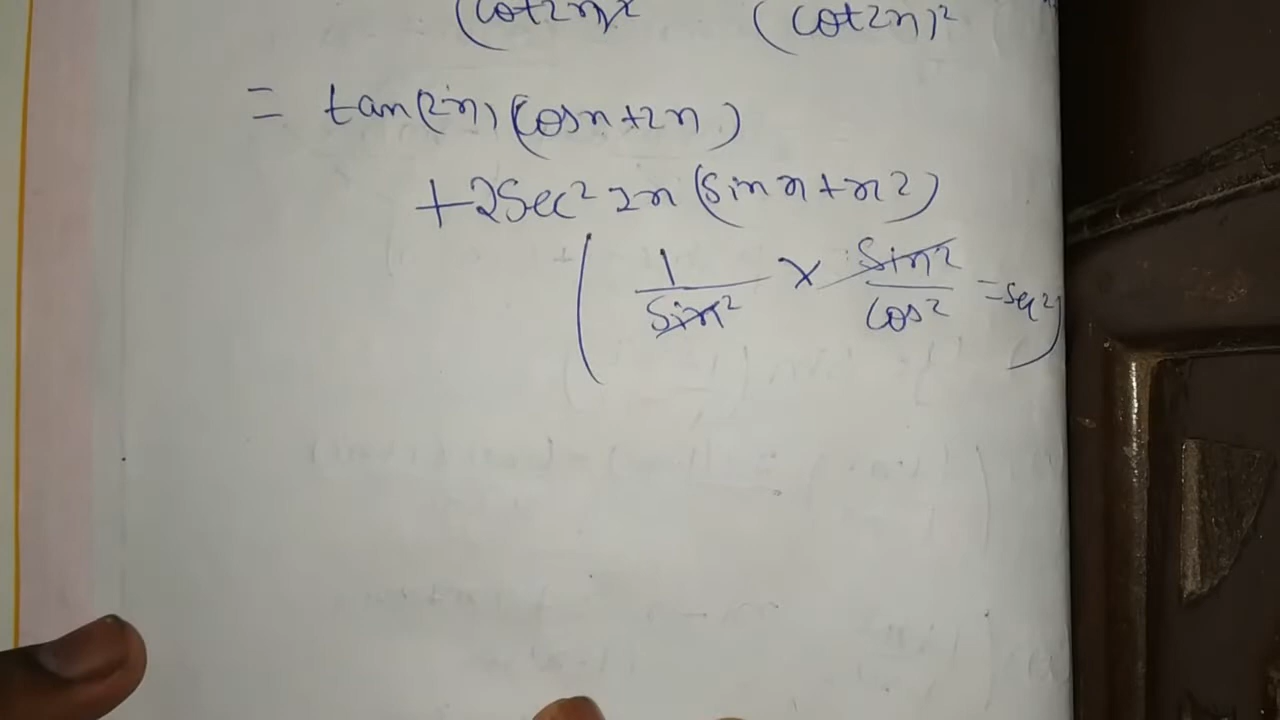 (cot2x)² (cot2x)²
= tan(2x) (cosx+2x)
+2sec² 2x (sinx+x²)
( 1/sin² × sin²/cos² = sec² )